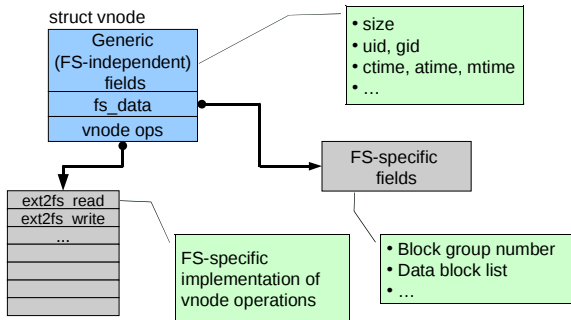 struct vnode
Generic
(FS-independent)
fields
fs_data
vnode ops
• size
• uid, gid
• ctime, atime, mtime
• ...
FS-specific
fields
ext2fs_read
ext2fs_write
...
FS-specific
implementation of
vnode operations
• Block group number
• Data block list
• ...